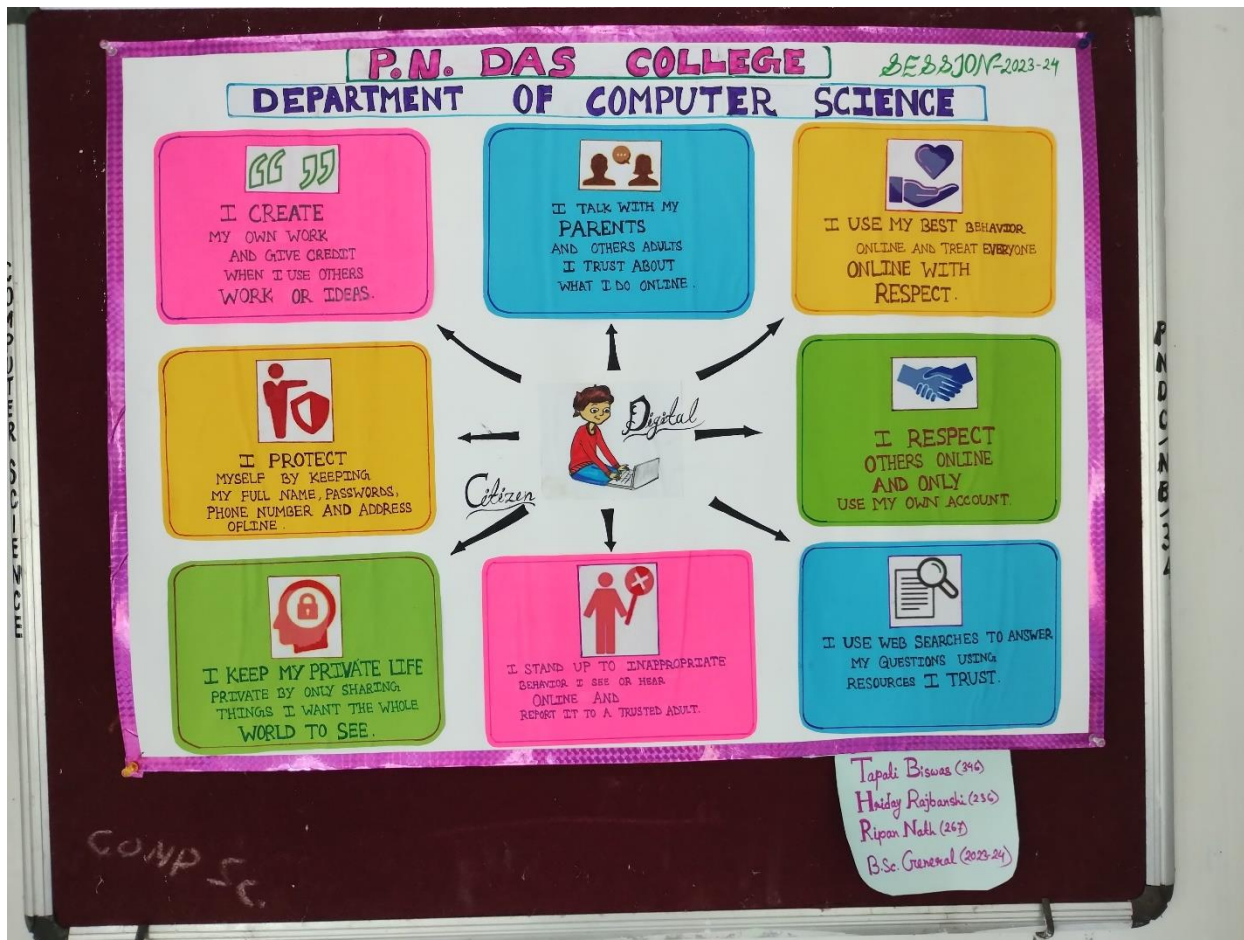 P.N. DAS COLLEGE
SESSION-2023-24
DEPARTMENT OF COMPUTER SCIENCE
I CREATE
MY OWN WORK
AND GIVE CREDIT
WHEN I USE OTHERS
WORK OR IDEAS.
I TALK WITH MY
PARENTS
AND OTHERS ADULTS
I TRUST ABOUT
WHAT I DO ONLINE.
I USE MY BEST BEHAVIOR
ONLINE AND TREAT EVERYONE
ONLINE WITH
RESPECT.
I PROTECT
MYSELF BY KEEPING
MY FULL NAME, PASSWORDS,
PHONE NUMBER AND ADDRESS
OFLINE.
Digital
Citizen
I RESPECT
OTHERS ONLINE
AND ONLY
USE MY OWN ACCOUNT.
I KEEP MY PRIVATE LIFE
PRIVATE BY ONLY SHARING
THINGS I WANT THE WHOLE
WORLD TO SEE.
I STAND UP TO INAPPROPRIATE
BEHAVIOR I SEE OR HEAR
ONLINE AND
REPORT IT TO A TRUSTED ADULT.
I USE WEB SEARCHES TO ANSWER
MY QUESTIONS USING
RESOURCES I TRUST.
Tapali Biswas (346)
Hriday Rajbanshi (236)
Ripan Nath (267)
B.Sc. General (2023-24)
CONP Sc.